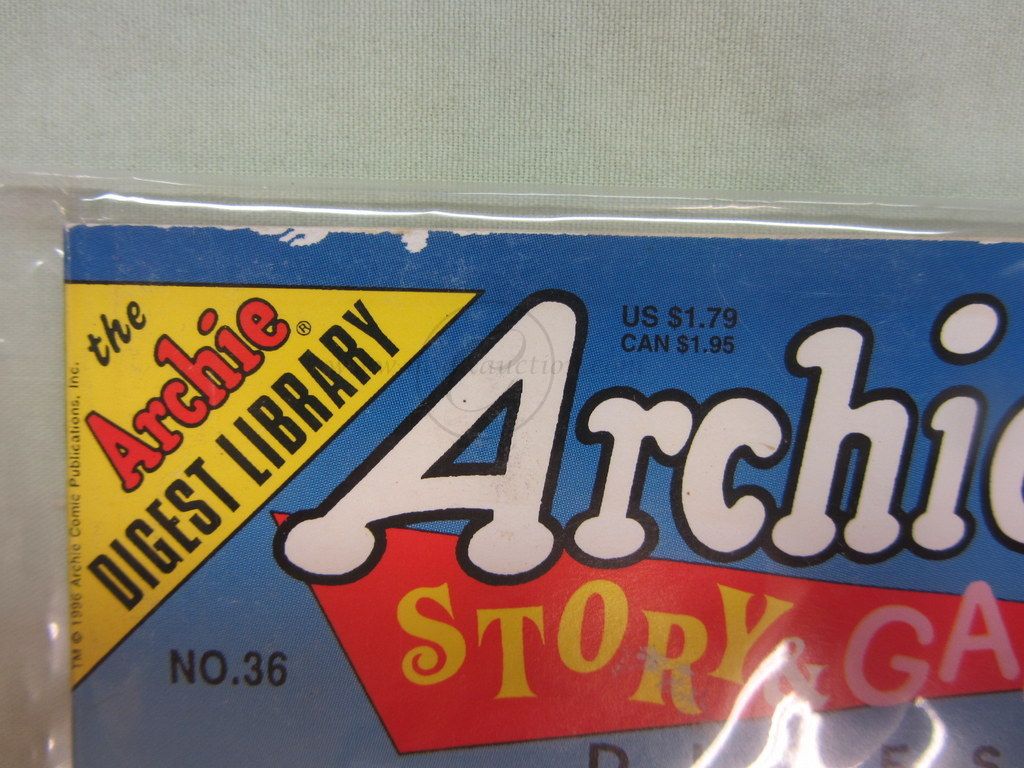 the
Archie®
DIGEST LIBRARY
TM © 1996 Archie Comic Publications, Inc.
US $1.79
CAN $1.95
Archie
STORY & GA
NO.36